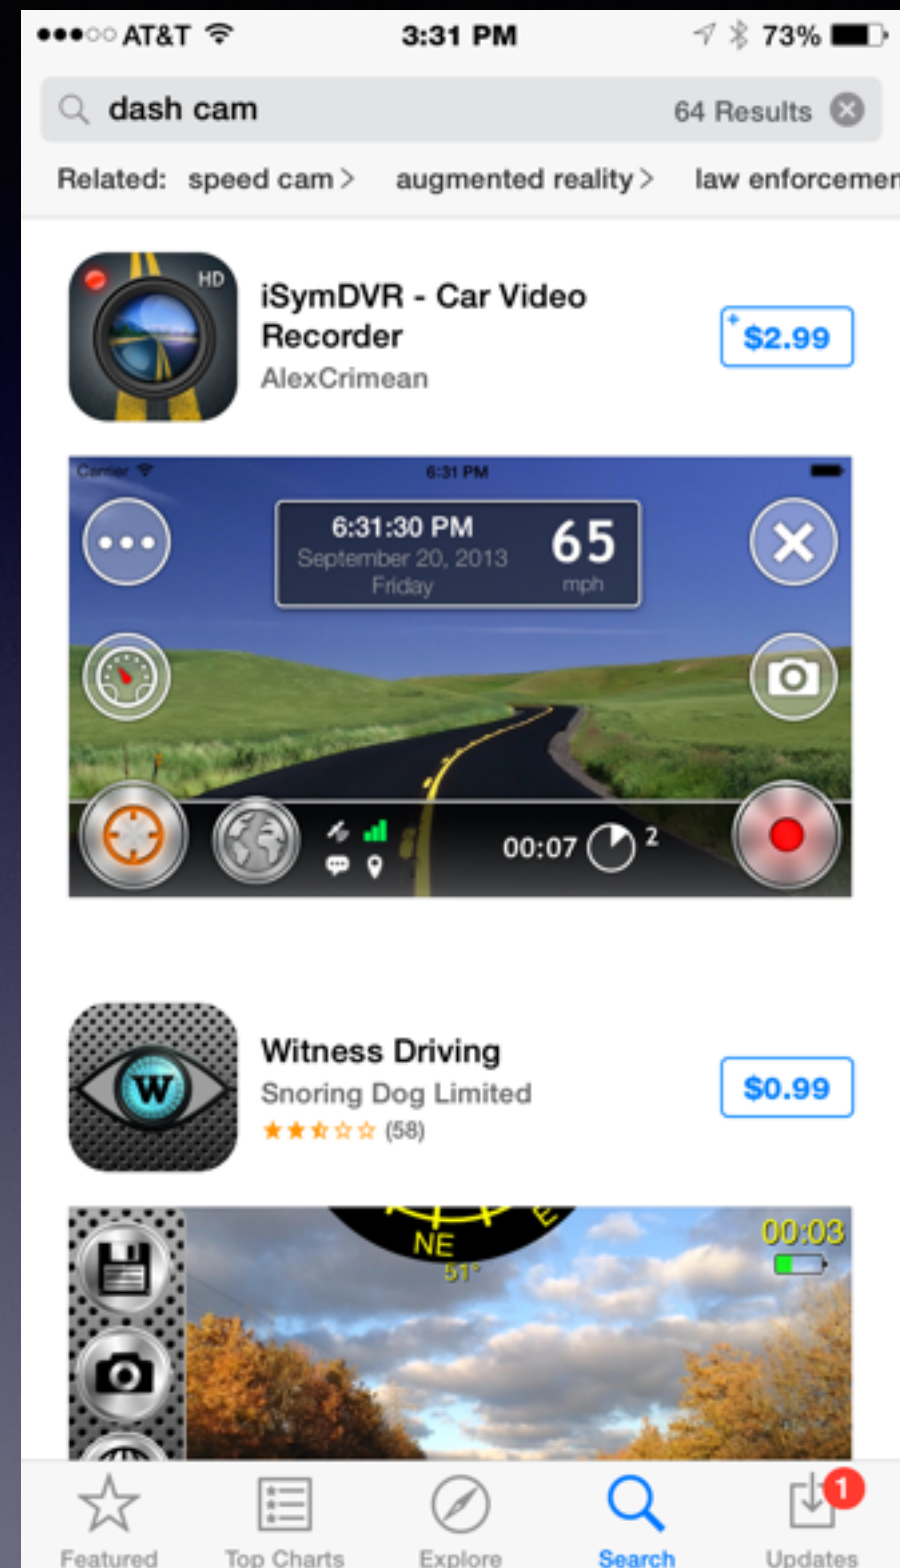 AT&T 3:31 PM 73%
dash cam 64 Results
Related: speed cam > augmented reality > law enforcemen
HD
iSymDVR - Car Video
Recorder
AlexCrimean
+ $2.99
Carrier 6:31 PM
6:31:30 PM
September 20, 2013
Friday
65
mph
00:07 2
W
Witness Driving
Snoring Dog Limited
(58)
$0.99
NE
E
51°
00:03
1
Featured Top Charts Explore Search Updates